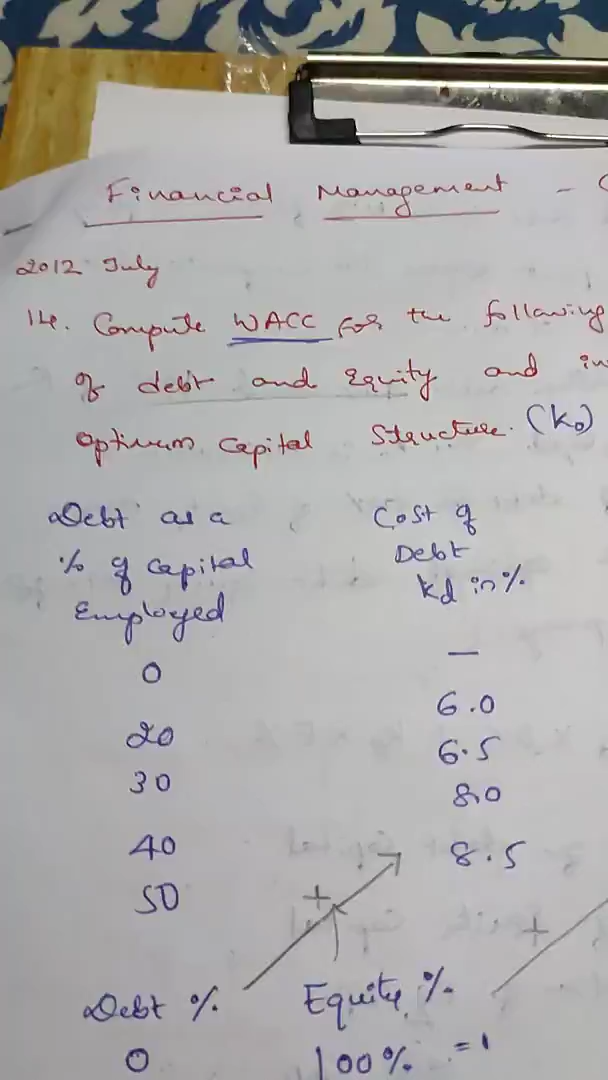 Financial Management - C
2012 July
14. Compute WACC for the following
of debt and Equity and in
optimum Capital Structure. (Ko)
Debt as a Cost of
% of Capital Debt
Employed Kd in %
0 —
20 6.0
30 6.5
40 8.0
50 8.5
+
Debt % Equity %
0 100% = 1